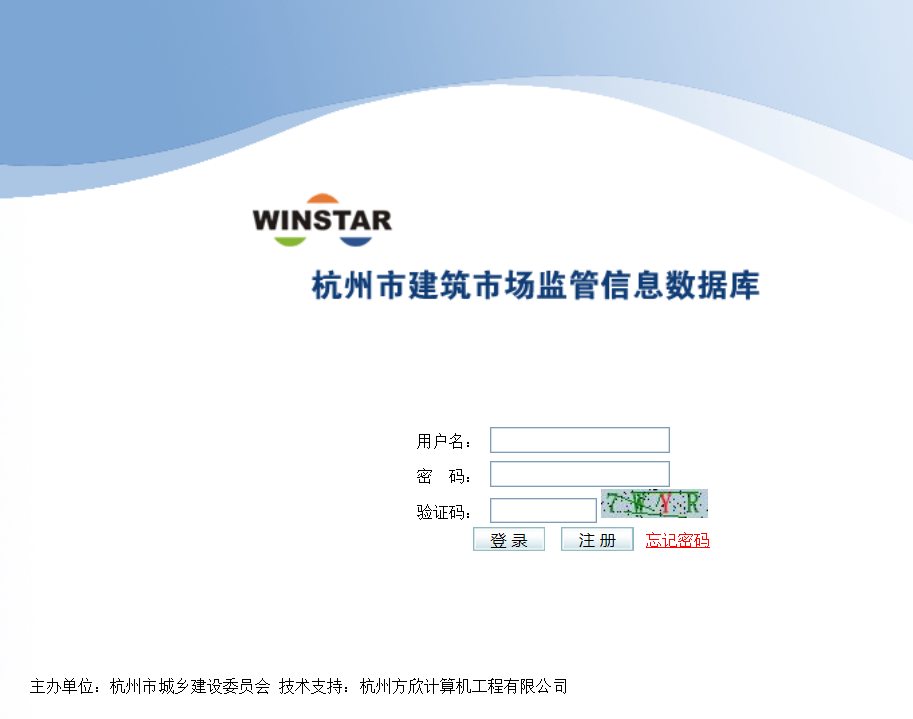 WINSTAR
杭州市建筑市场监管信息数据库
用户名：
密 码：
验证码： 7WYR
登 录 注 册 忘记密码
主办单位：杭州市城乡建设委员会 技术支持：杭州方欣计算机工程有限公司